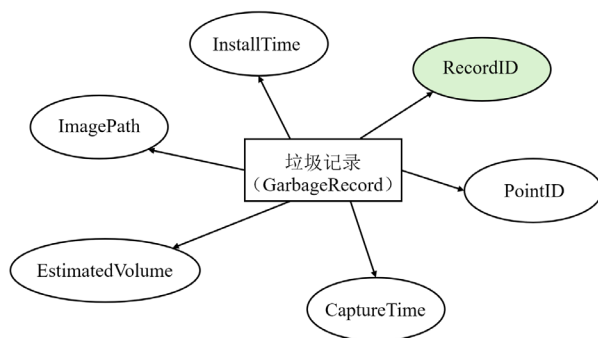 InstallTime
RecordID
ImagePath
垃圾记录
（GarbageRecord）
PointID
EstimatedVolume
CaptureTime